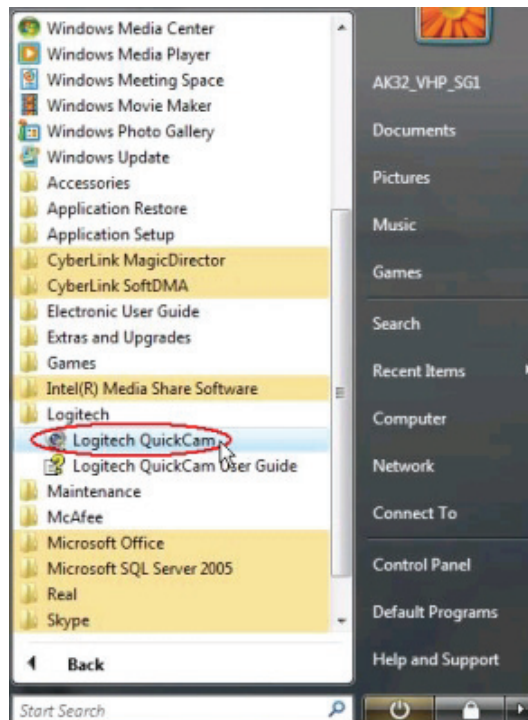 Windows Media Center
Windows Media Player
Windows Meeting Space
Windows Movie Maker
Windows Photo Gallery
Windows Update
Accessories
Application Restore
Application Setup
CyberLink MagicDirector
CyberLink SoftDMA
Electronic User Guide
Extras and Upgrades
Games
Intel(R) Media Share Software
Logitech
Logitech QuickCam
Logitech QuickCam User Guide
Maintenance
McAfee
Microsoft Office
Microsoft SQL Server 2005
Real
Skype
Back
Start Search
AK32_VHP_SG1
Documents
Pictures
Music
Games
Search
Recent Items
Computer
Network
Connect To
Control Panel
Default Programs
Help and Support